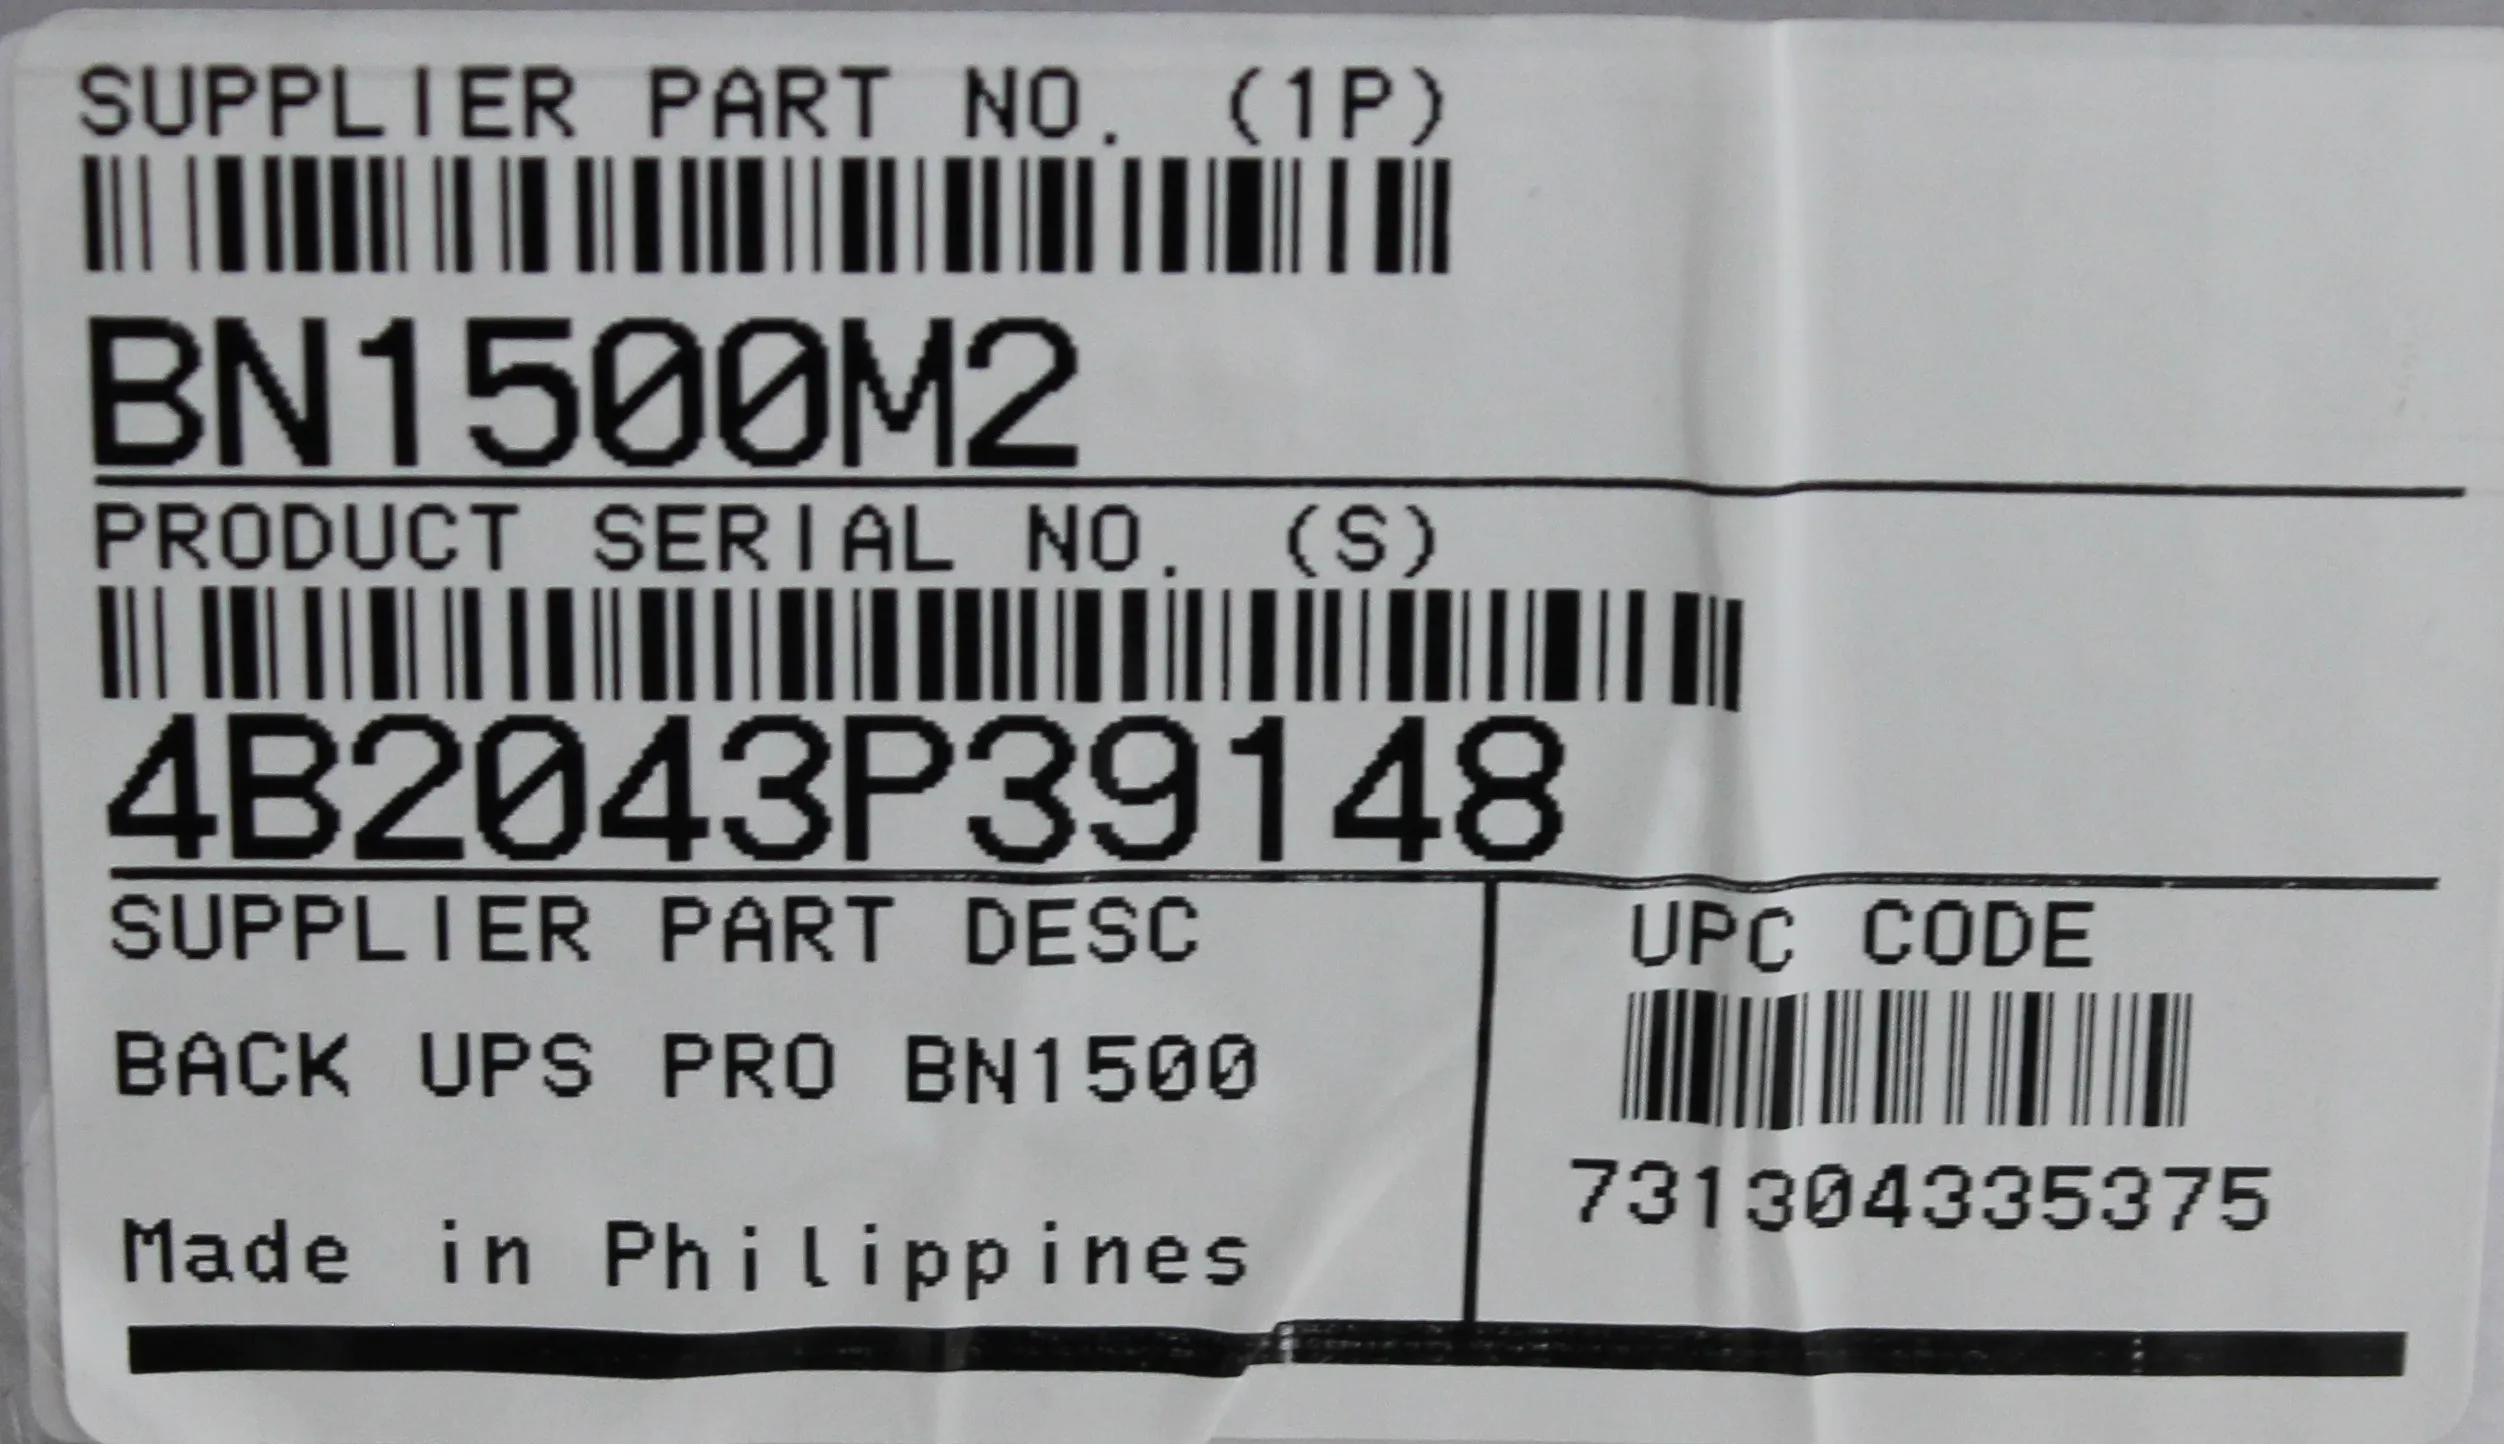 SUPPLIER PART NO. (1P)
BN1500M2
PRODUCT SERIAL NO. (S)
4B2043P39148
SUPPLIER PART DESC
BACK UPS PRO BN1500
Made in Philippines
UPC CODE
731304335375